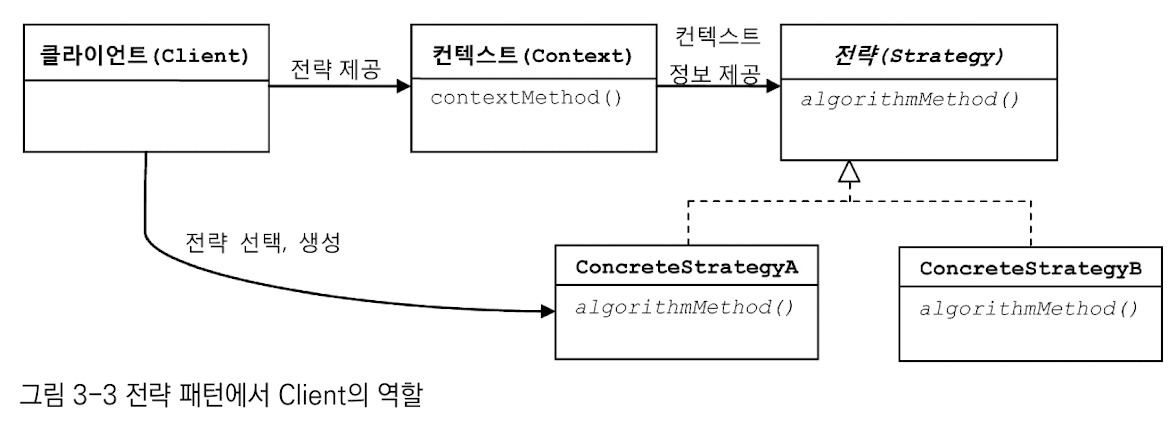 클라이언트(Client)
전략 제공
컨텍스트(Context)
contextMethod()
컨텍스트
정보 제공
전략(Strategy)
algorithmMethod()
전략 선택, 생성
ConcreteStrategyA
algorithmMethod()
ConcreteStrategyB
algorithmMethod()
그림 3-3 전략 패턴에서 Client의 역할